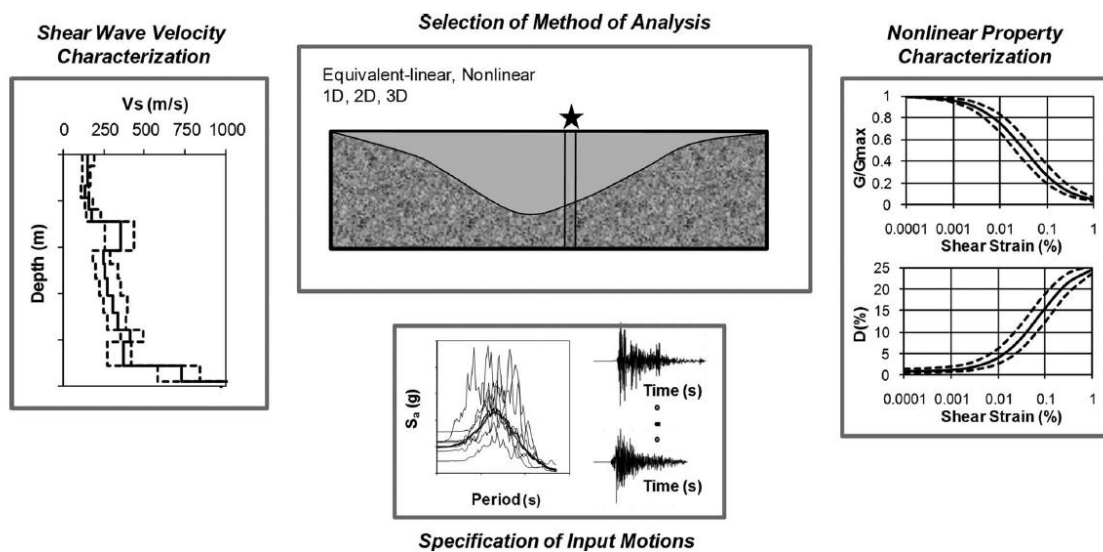 Shear Wave Velocity
Characterization
Vs (m/s)
0 250 500 750 1000
Depth (m)
Selection of Method of Analysis
Equivalent-linear, Nonlinear
1D, 2D, 3D
Nonlinear Property
Characterization
G/Gmax
1
0.8
0.6
0.4
0.2
0
0.0001 0.001 0.01 0.1 1
Shear Strain (%)
D(%)
25
20
15
10
5
0
0.0001 0.001 0.01 0.1 1
Shear Strain (%)
Sa (g)
Period (s)
Time (s)
Time (s)
Specification of Input Motions